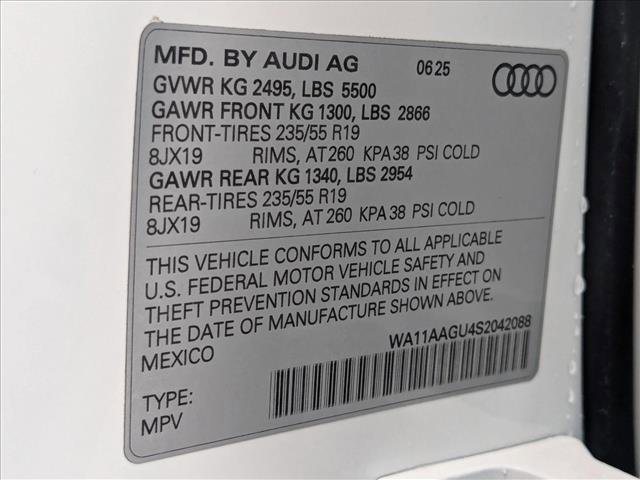 MFD. BY AUDI AG 0625
GVWR KG 2495, LBS 5500
GAWR FRONT KG 1300, LBS 2866
FRONT-TIRES 235/55 R19
8JX19 RIMS, AT 260 KPA 38 PSI COLD
GAWR REAR KG 1340, LBS 2954
REAR-TIRES 235/55 R19
8JX19 RIMS, AT 260 KPA 38 PSI COLD
THIS VEHICLE CONFORMS TO ALL APPLICABLE
U.S. FEDERAL MOTOR VEHICLE SAFETY AND
THEFT PREVENTION STANDARDS IN EFFECT ON
THE DATE OF MANUFACTURE SHOWN ABOVE.
MEXICO
WA11AAGU4S2042088
TYPE:
MPV